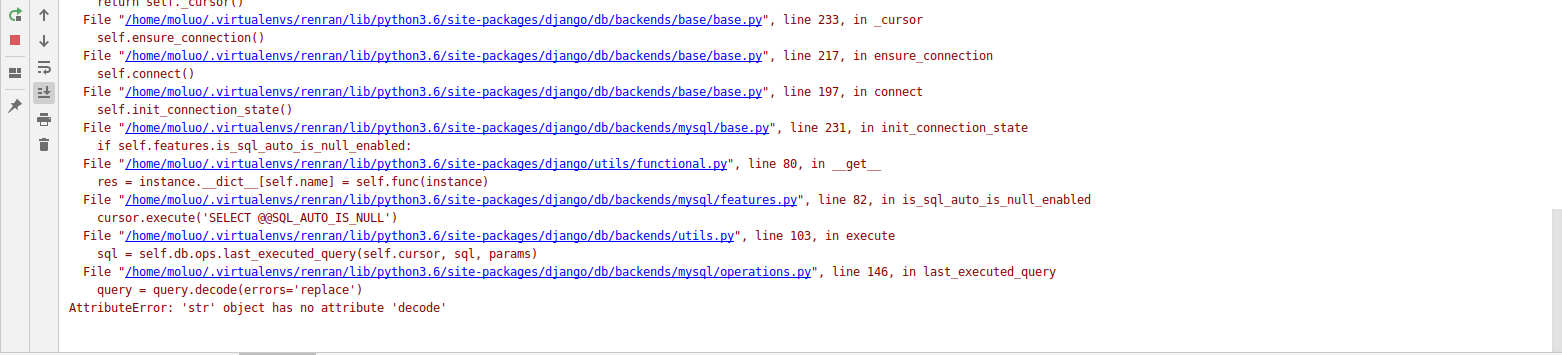 return self._cursor()
File "/home/moluo/.virtualenvs/renran/lib/python3.6/site-packages/django/db/backends/base/base.py", line 233, in _cursor
self.ensure_connection()
File "/home/moluo/.virtualenvs/renran/lib/python3.6/site-packages/django/db/backends/base/base.py", line 217, in ensure_connection
self.connect()
File "/home/moluo/.virtualenvs/renran/lib/python3.6/site-packages/django/db/backends/base/base.py", line 197, in connect
self.init_connection_state()
File "/home/moluo/.virtualenvs/renran/lib/python3.6/site-packages/django/db/backends/mysql/base.py", line 231, in init_connection_state
if self.features.is_sql_auto_is_null_enabled:
File "/home/moluo/.virtualenvs/renran/lib/python3.6/site-packages/django/utils/functional.py", line 80, in __get__
res = instance.__dict__[self.name] = self.func(instance)
File "/home/moluo/.virtualenvs/renran/lib/python3.6/site-packages/django/db/backends/mysql/features.py", line 82, in is_sql_auto_is_null_enabled
cursor.execute('SELECT @@SQL_AUTO_IS_NULL')
File "/home/moluo/.virtualenvs/renran/lib/python3.6/site-packages/django/db/backends/utils.py", line 103, in execute
sql = self.db.ops.last_executed_query(self.cursor, sql, params)
File "/home/moluo/.virtualenvs/renran/lib/python3.6/site-packages/django/db/backends/mysql/operations.py", line 146, in last_executed_query
query = query.decode(errors='replace')
AttributeError: 'str' object has no attribute 'decode'